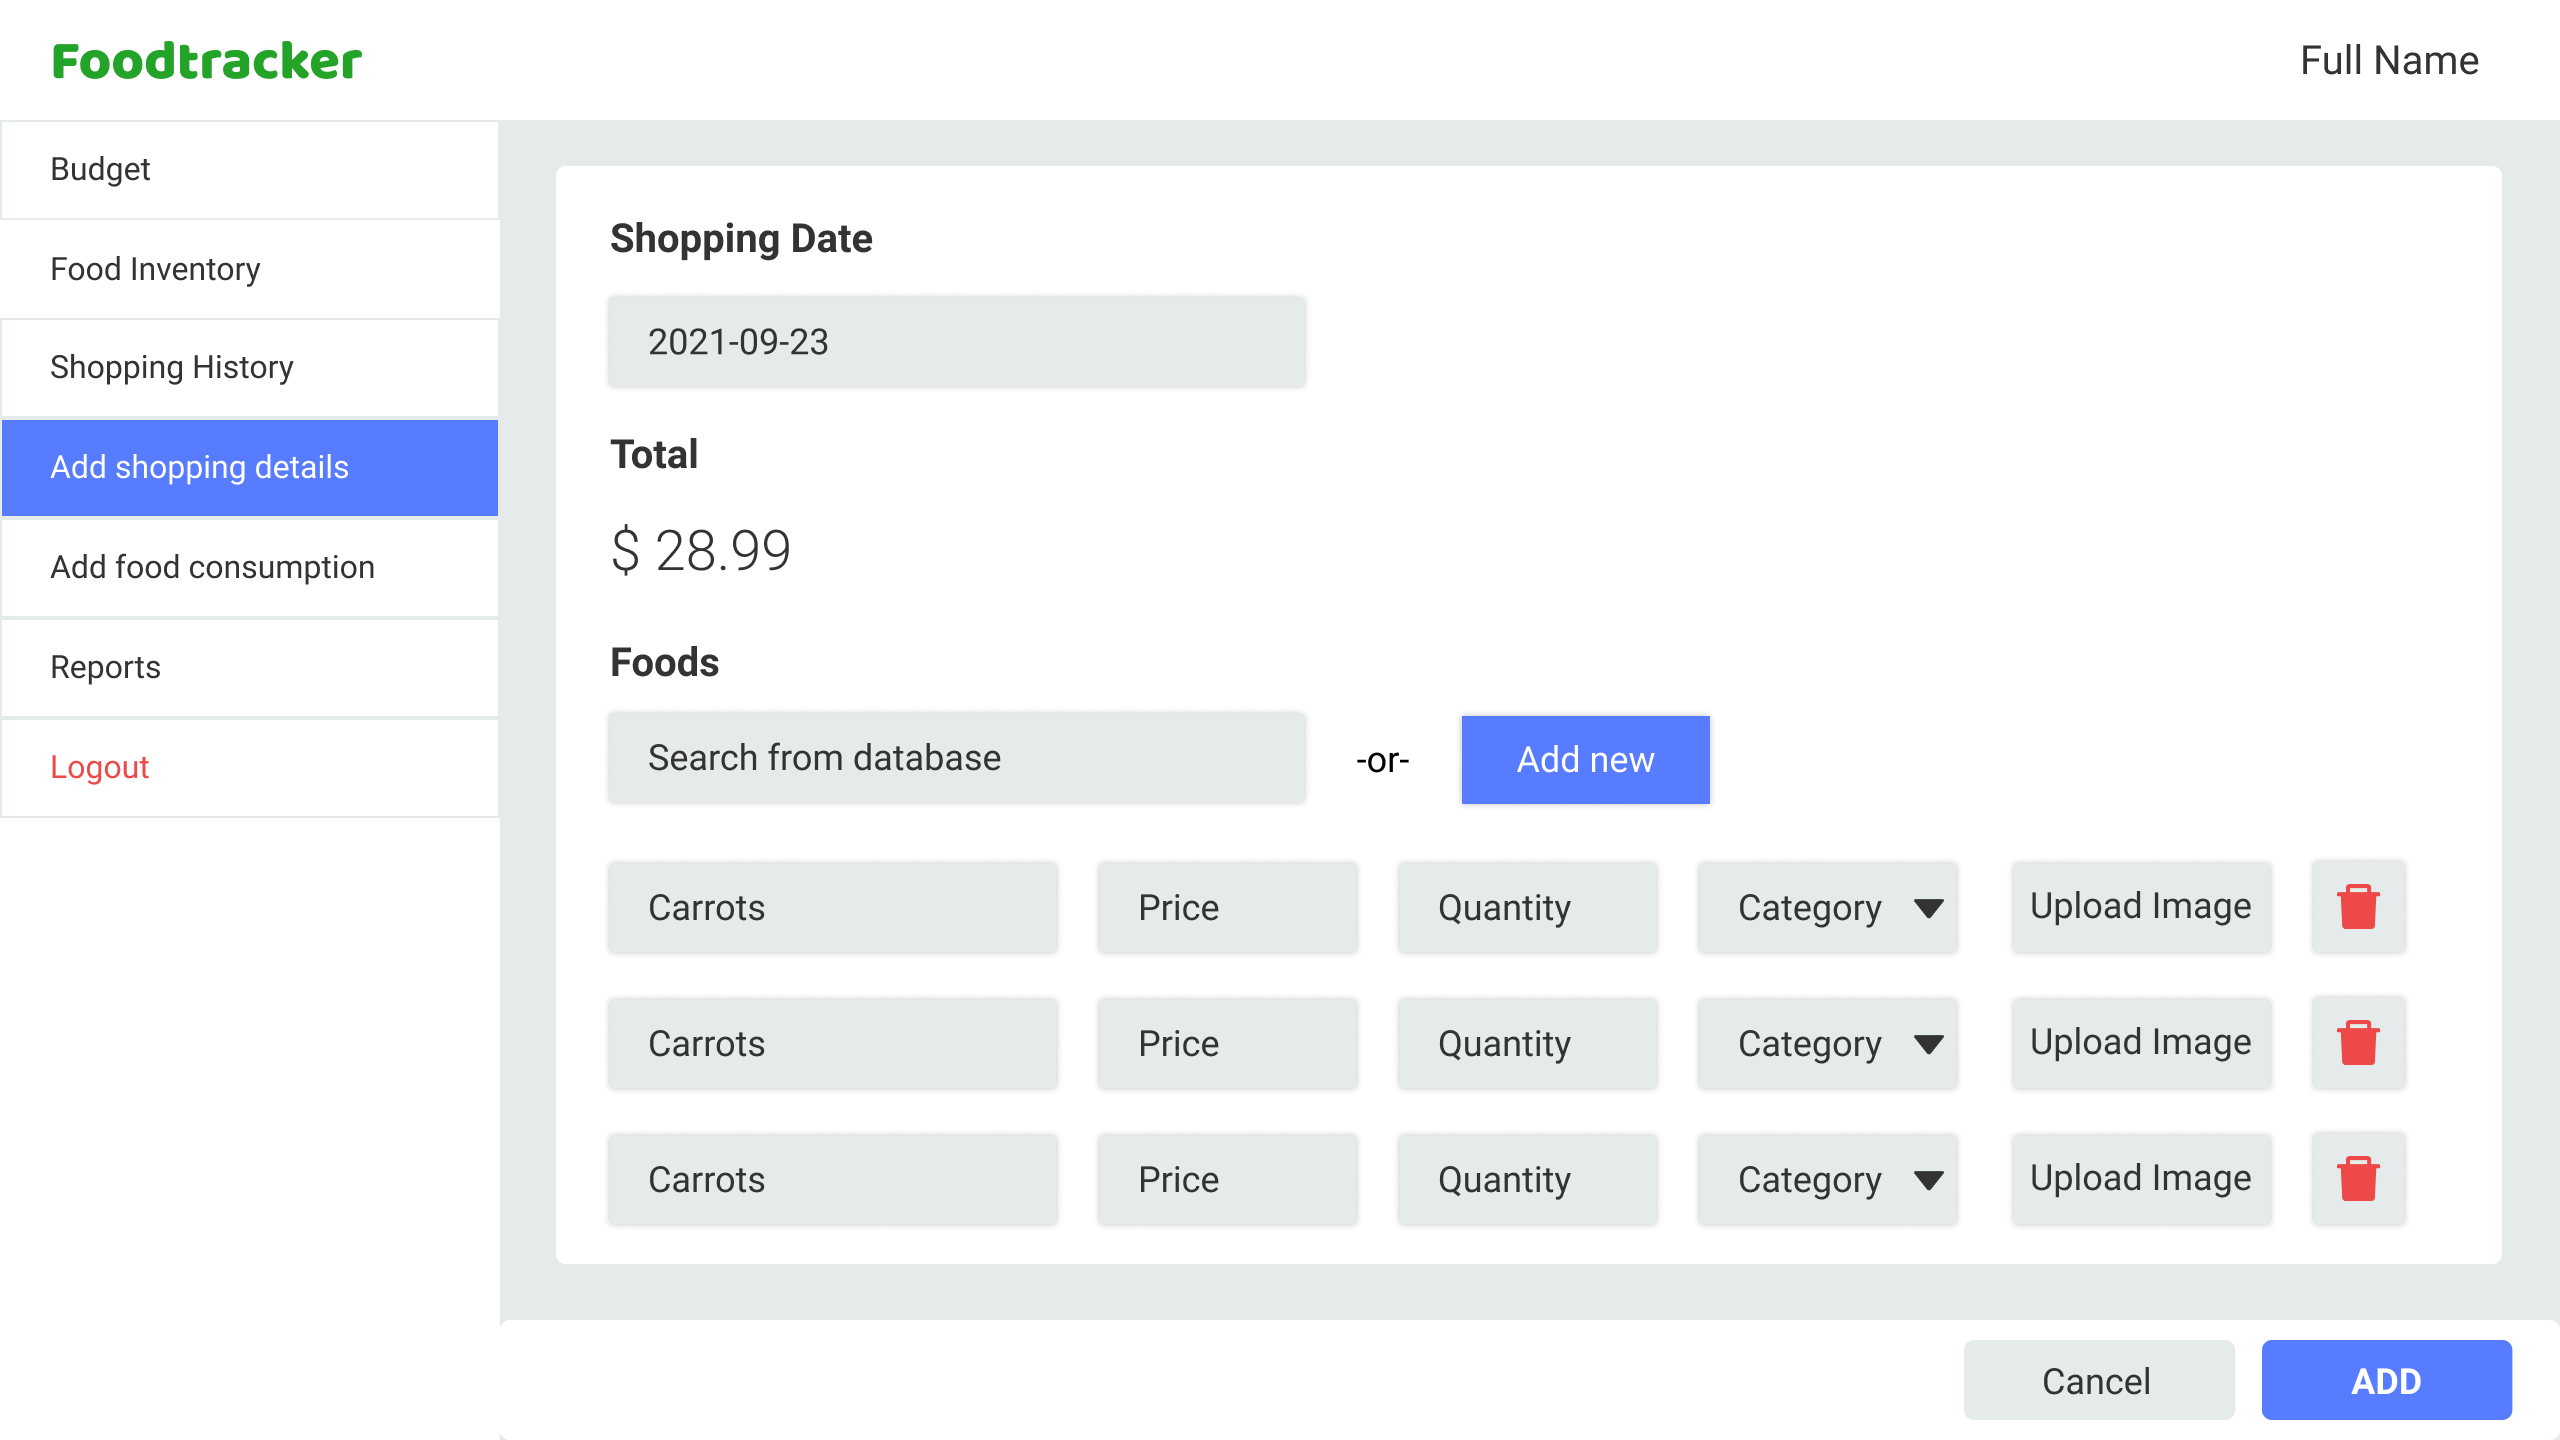 Foodtracker
Full Name
Budget
Food Inventory
Shopping History
Add shopping details
Add food consumption
Reports
Logout
Shopping Date
2021-09-23
Total
$ 28.99
Foods
Search from database -or- Add new
Carrots Price Quantity Category Upload Image
Carrots Price Quantity Category Upload Image
Carrots Price Quantity Category Upload Image
Cancel ADD